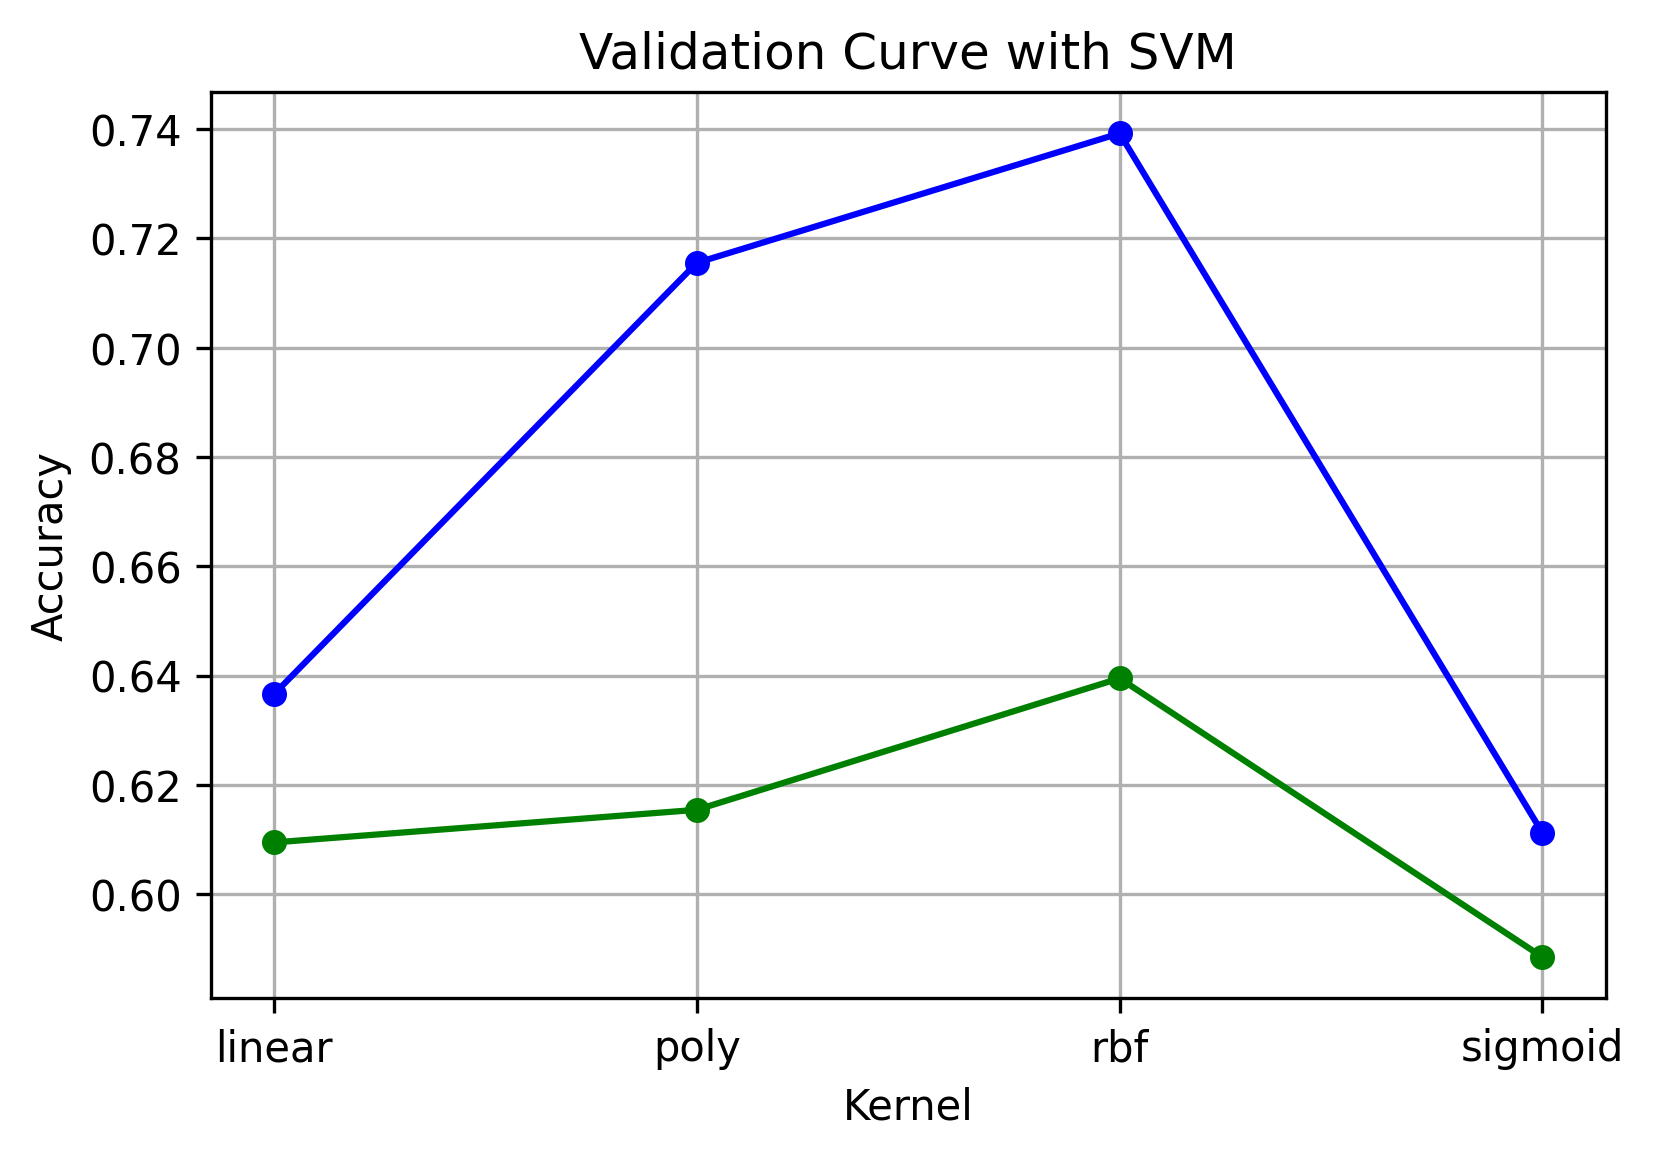 Validation Curve with SVM
0.74
0.72
0.70
0.68
0.66
0.64
0.62
0.60
Accuracy
linear poly rbf sigmoid
Kernel